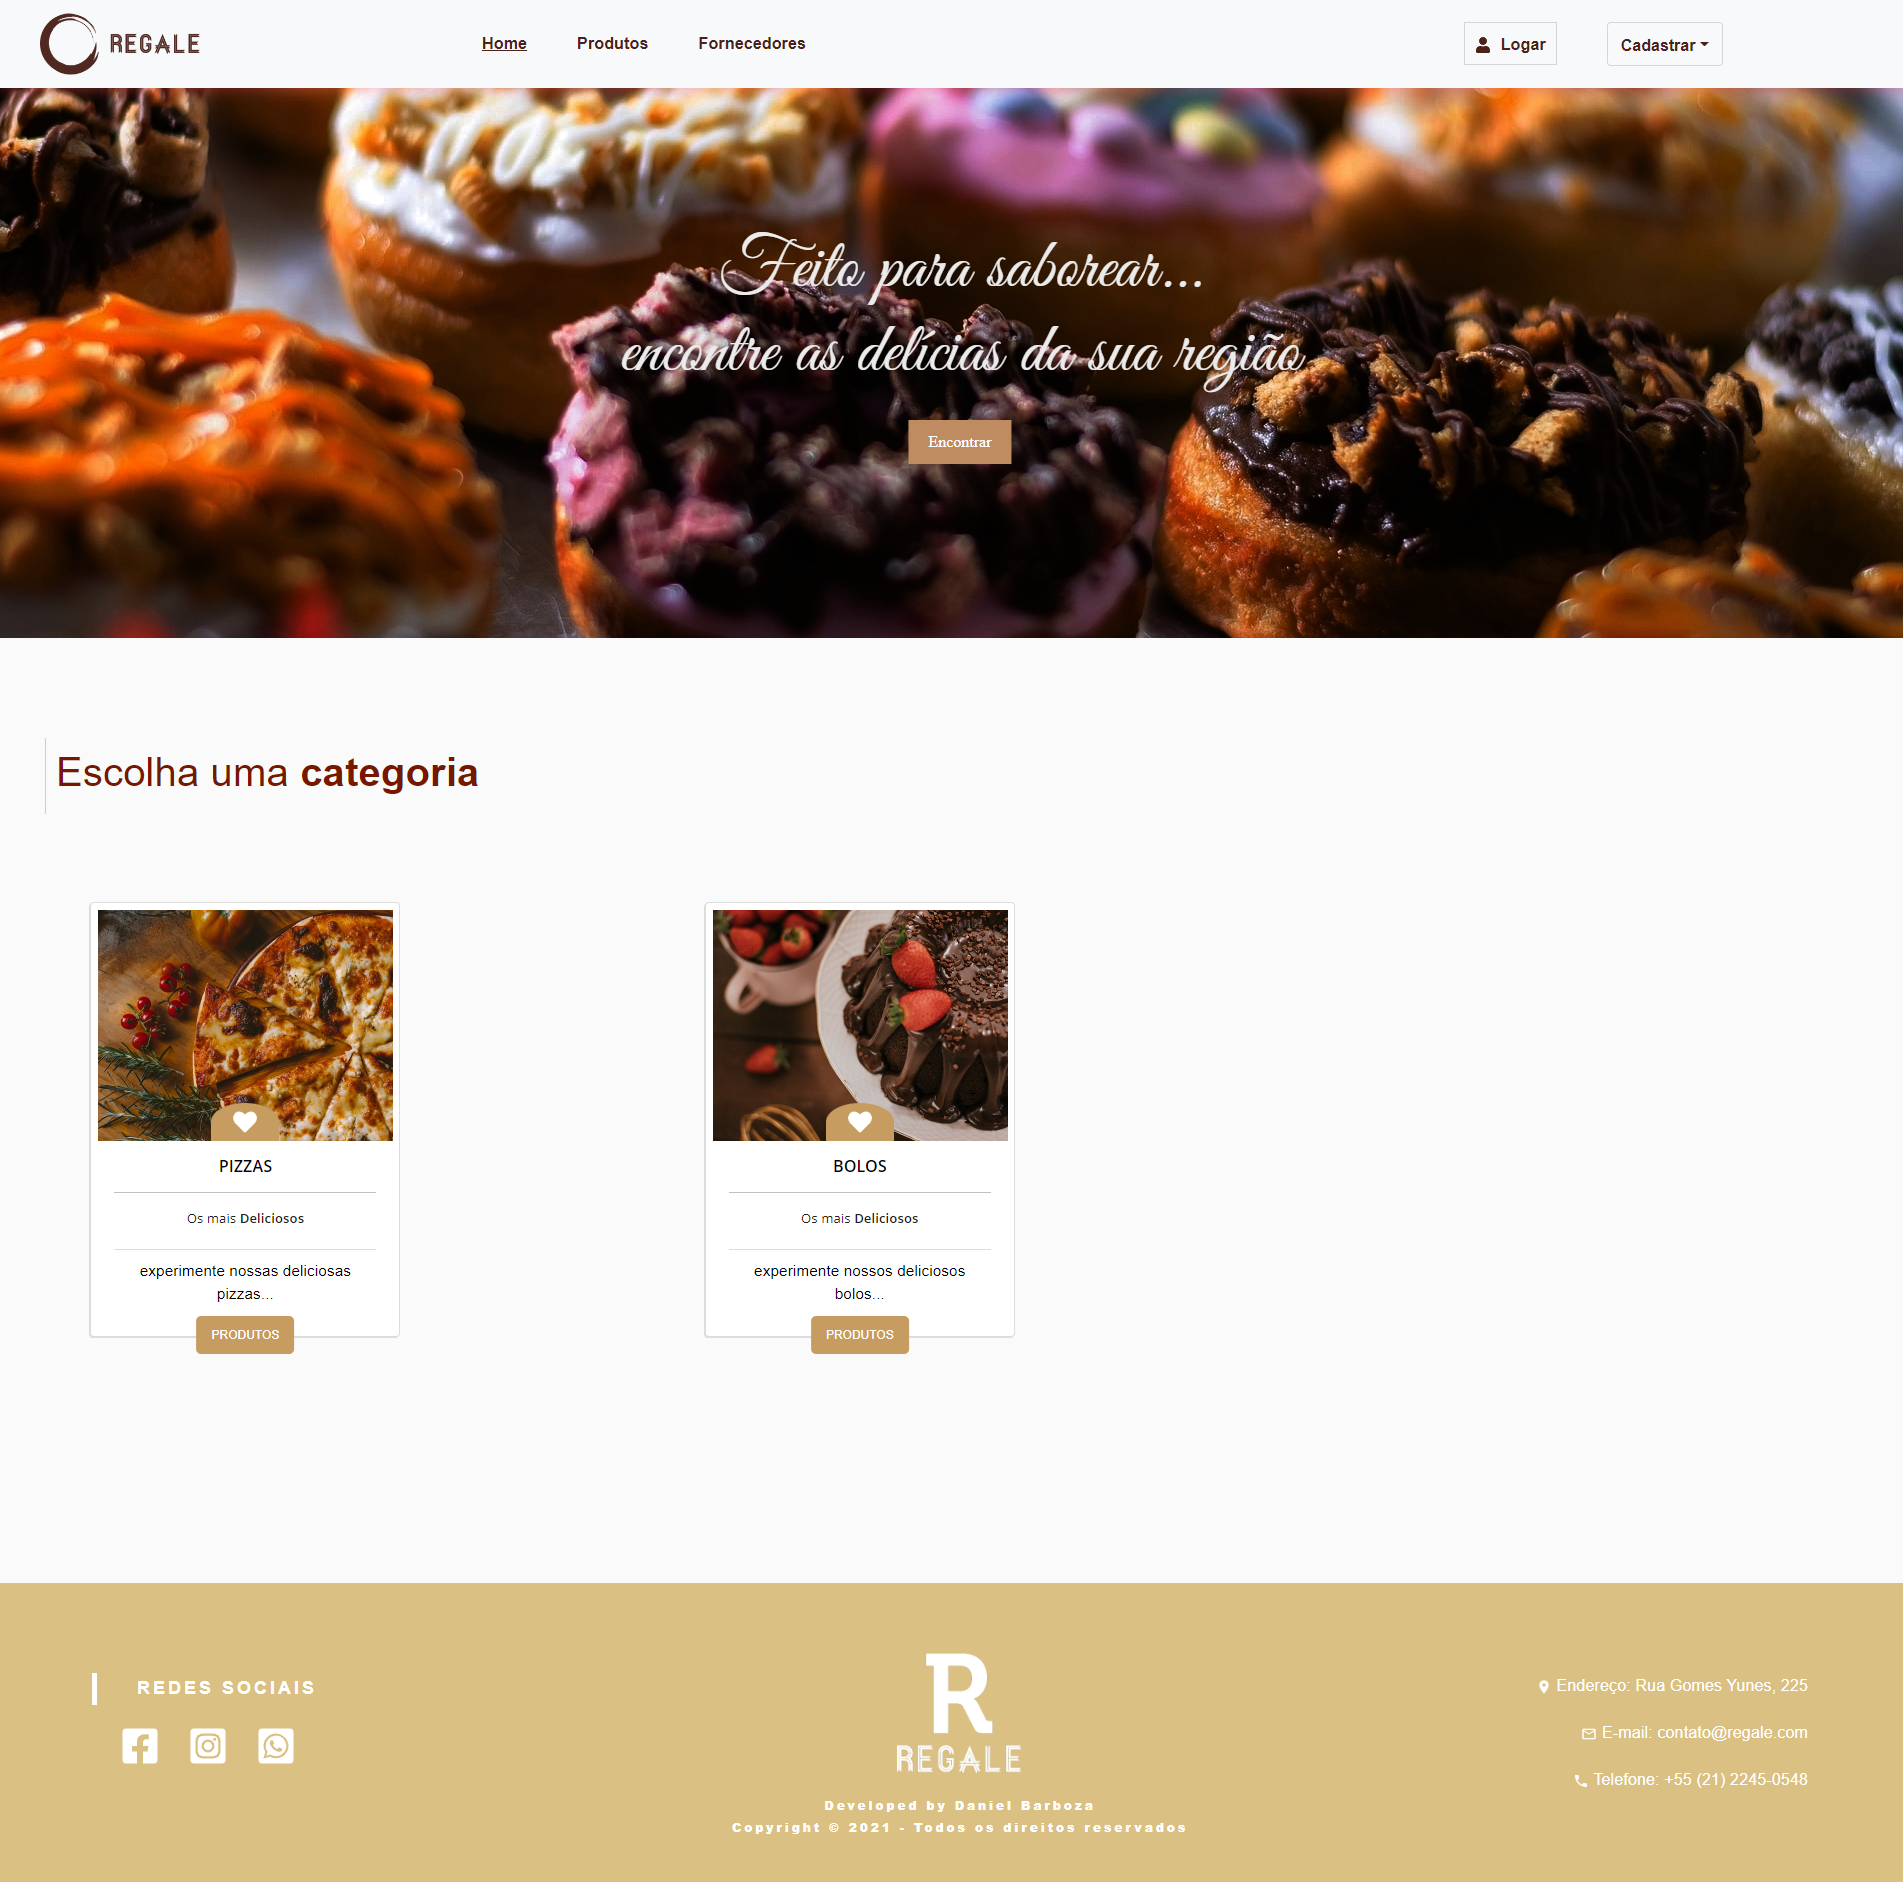 REGALE
Home
Produtos
Fornecedores
Logar
Cadastrar
Feito para saborear...
encontre as delícias da sua região
Encontrar
Escolha uma categoria
PIZZAS
Os mais Deliciosos
experimente nossas deliciosas
pizzas...
PRODUTOS
BOLOS
Os mais Deliciosos
experimente nossos deliciosos
bolos...
PRODUTOS
REDES SOCIAIS
R
REGALE
Developed by Daniel Barboza
Copyright © 2021 - Todos os direitos reservados
Endereço: Rua Gomes Yunes, 225
E-mail: contato@regale.com
Telefone: +55 (21) 2245-0548